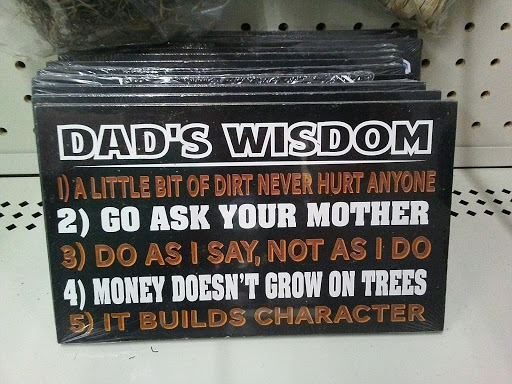 DAD'S WISDOM
1) A LITTLE BIT OF DIRT NEVER HURT ANYONE
2) GO ASK YOUR MOTHER
3) DO AS I SAY, NOT AS I DO
4) MONEY DOESN'T GROW ON TREES
5) IT BUILDS CHARACTER